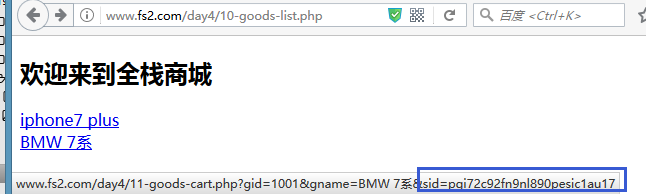 www.fs2.com/day4/10-goods-list.php
百度 <Ctrl+K>
欢迎来到全栈商城
iphone7 plus
BMW 7系
www.fs2.com/day4/11-goods-cart.php?gid=1001&gname=BMW 7系&sid=pqi72c92fn9nl890pesic1au17